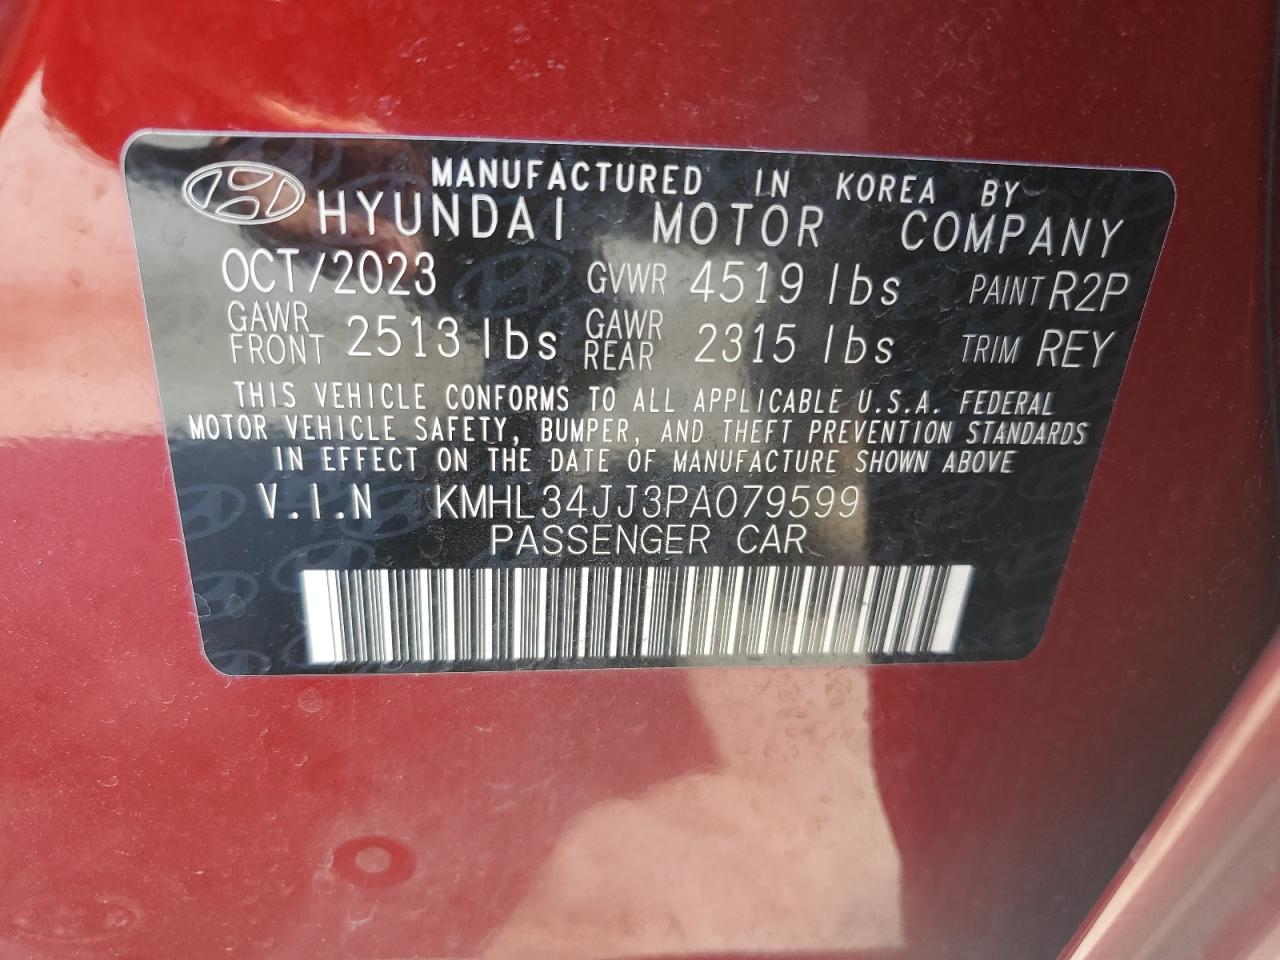 MANUFACTURED IN KOREA BY
HYUNDAI MOTOR COMPANY
OCT/2023 GVWR 4519 lbs PAINT R2P
GAWR FRONT 2513 lbs GAWR REAR 2315 lbs TRIM REY
THIS VEHICLE CONFORMS TO ALL APPLICABLE U.S.A. FEDERAL
MOTOR VEHICLE SAFETY, BUMPER, AND THEFT PREVENTION STANDARDS
IN EFFECT ON THE DATE OF MANUFACTURE SHOWN ABOVE
V.I.N KMHL34JJ3PA079599
PASSENGER CAR